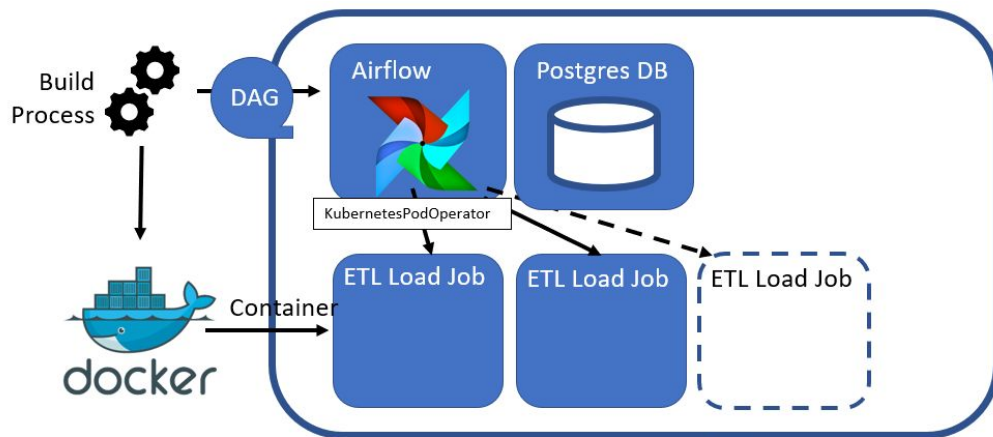 Build
Process
DAG
Airflow
Postgres DB
KubernetesPodOperator
ETL Load Job
ETL Load Job
ETL Load Job
Container
docker